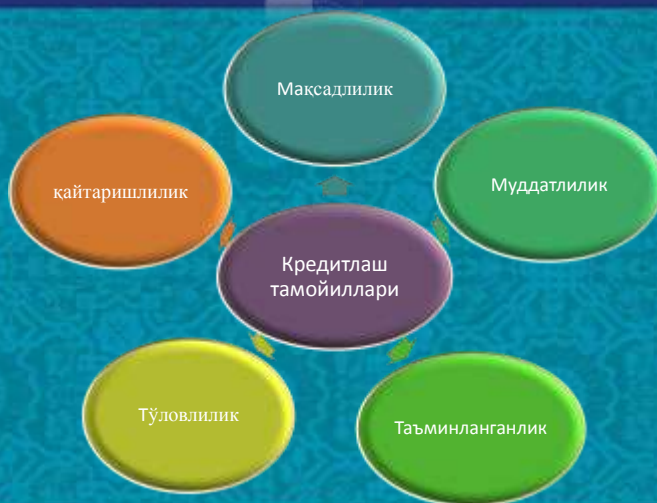 Мақсадлилик
қайтаришлилик
Муддатлилик
Кредитлаш
тамойиллари
Тўловлилик
Таъминланганлик